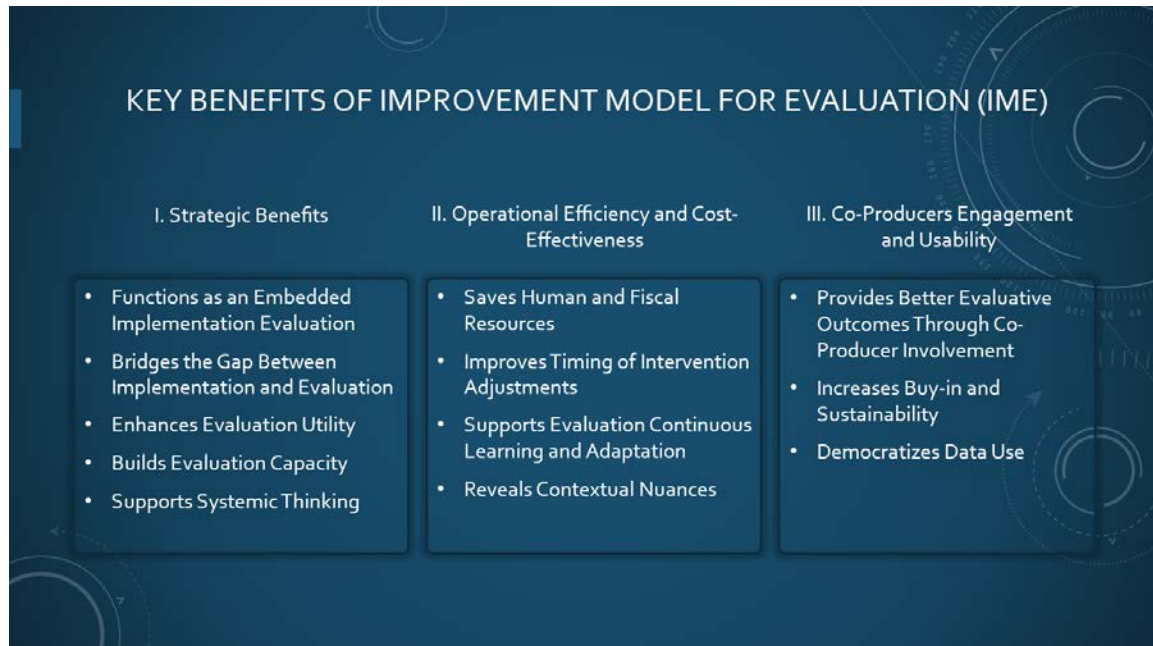 KEY BENEFITS OF IMPROVEMENT MODEL FOR EVALUATION (IME)
I. Strategic Benefits
• Functions as an Embedded
Implementation Evaluation
• Bridges the Gap Between
Implementation and Evaluation
• Enhances Evaluation Utility
• Builds Evaluation Capacity
• Supports Systemic Thinking
II. Operational Efficiency and Cost-
Effectiveness
• Saves Human and Fiscal
Resources
• Improves Timing of Intervention
Adjustments
• Supports Evaluation Continuous
Learning and Adaptation
• Reveals Contextual Nuances
III. Co-Producers Engagement
and Usability
• Provides Better Evaluative
Outcomes Through Co-
Producer Involvement
• Increases Buy-in and
Sustainability
• Democratizes Data Use